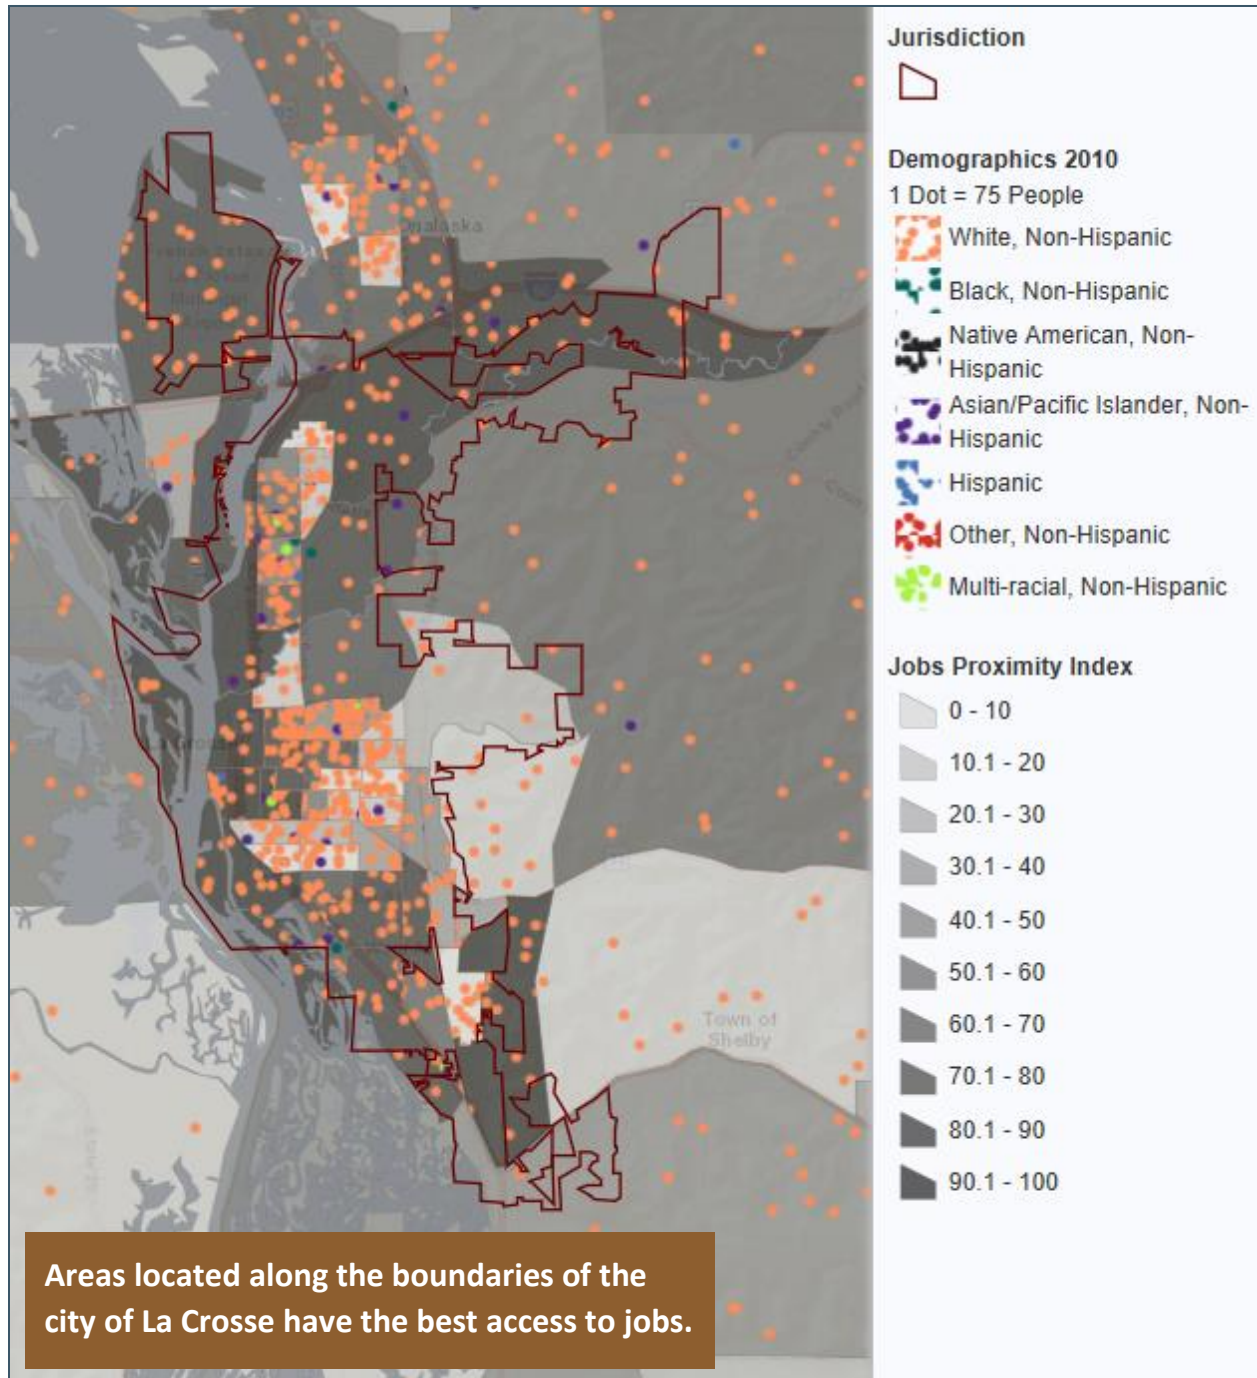 Jurisdiction
Demographics 2010
1 Dot = 75 People
White, Non-Hispanic
Black, Non-Hispanic
Native American, Non-
Hispanic
Asian/Pacific Islander, Non-
Hispanic
Hispanic
Other, Non-Hispanic
Multi-racial, Non-Hispanic
Jobs Proximity Index
0 - 10
10.1 - 20
20.1 - 30
30.1 - 40
40.1 - 50
50.1 - 60
60.1 - 70
70.1 - 80
80.1 - 90
90.1 - 100
Town of
Shelby
Areas located along the boundaries of the
city of La Crosse have the best access to jobs.